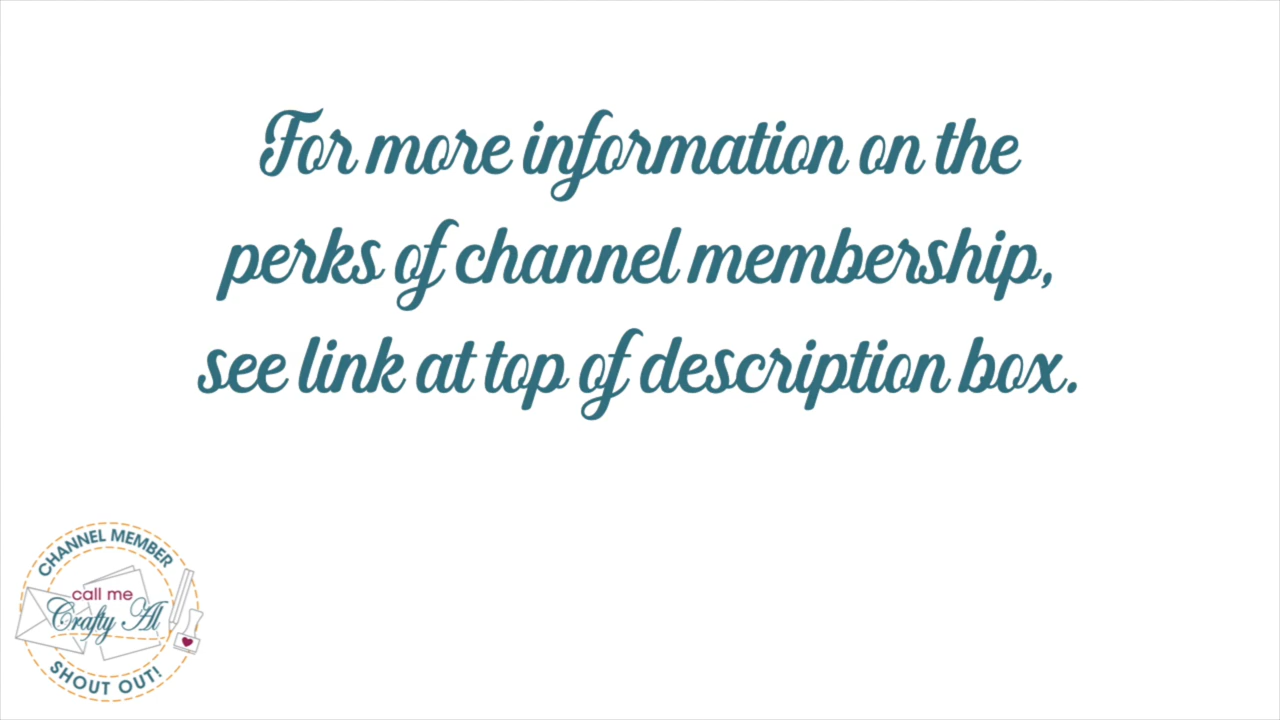 For more information on the
perks of channel membership,
see link at top of description box.
CHANNEL MEMBER
call me
Crafty Al
SHOUT OUT!